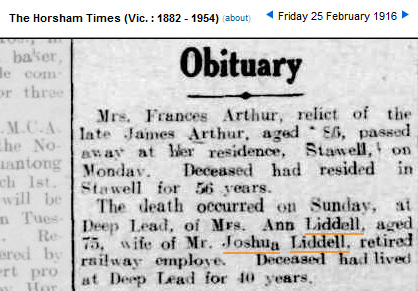 The Horsham Times (Vic. : 1882 - 1954) (about) Friday 25 February 1916
Obituary
Mrs. Frances Arthur, relict of the
late James Arthur, aged 86, passed
away at her residence, Stawell, on
Monday. Deceased had resided in
Stawell for 56 years.
The death occurred on Sunday, at
Deep Lead, of Mrs. Ann Liddell, aged
75, wife of Mr. Joshua Liddell, retired
railway employe. Deceased had lived
at Deep Lead for 40 years.
baker,
com-
or three
M.C.A.
the No-
uantong
ch 1st.
will be
n Tues-
Re-
ered by
ert pro